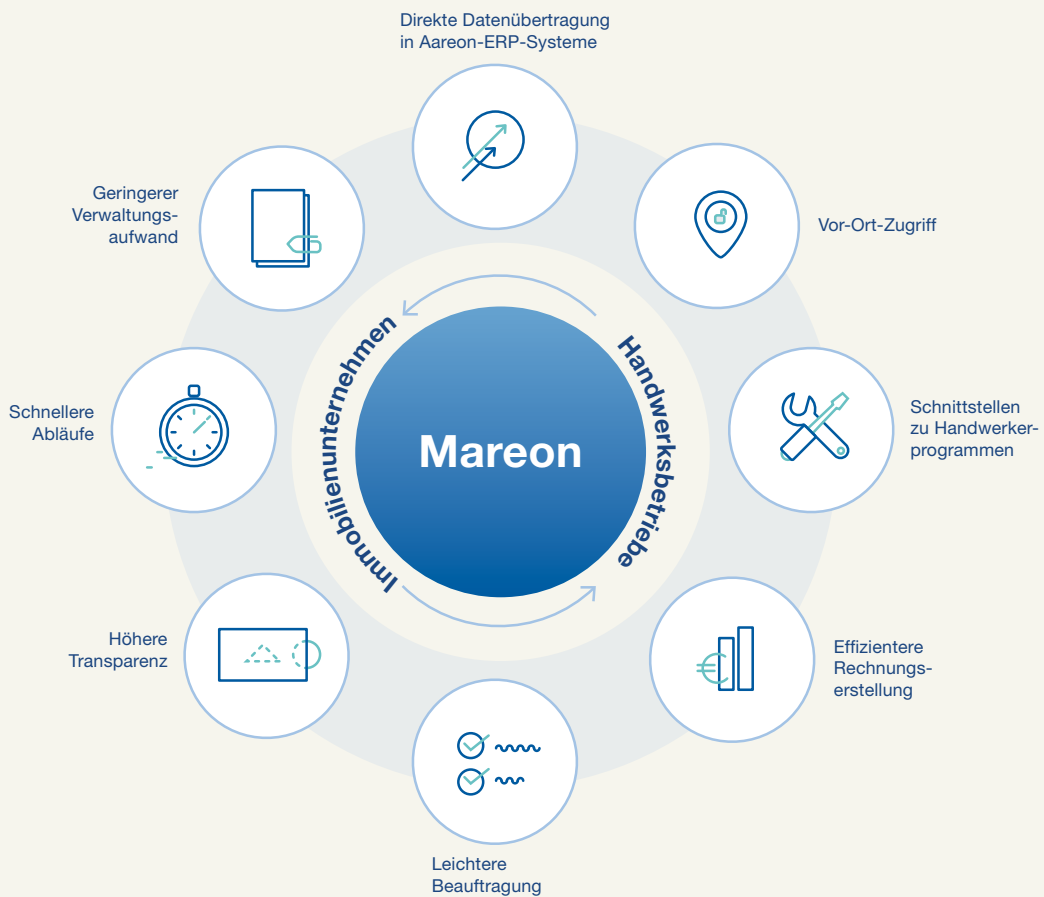 Direkte Datenübertragung
in Aareon-ERP-Systeme
Vor-Ort-Zugriff
Schnittstellen
zu Handwerker-
programmen
Effizientere
Rechnungs-
erstellung
Leichtere
Beauftragung
Höhere
Transparenz
Schnellere
Abläufe
Geringerer
Verwaltungs-
aufwand
Immobilienunternehmen
Handwerksbetriebe
Mareon